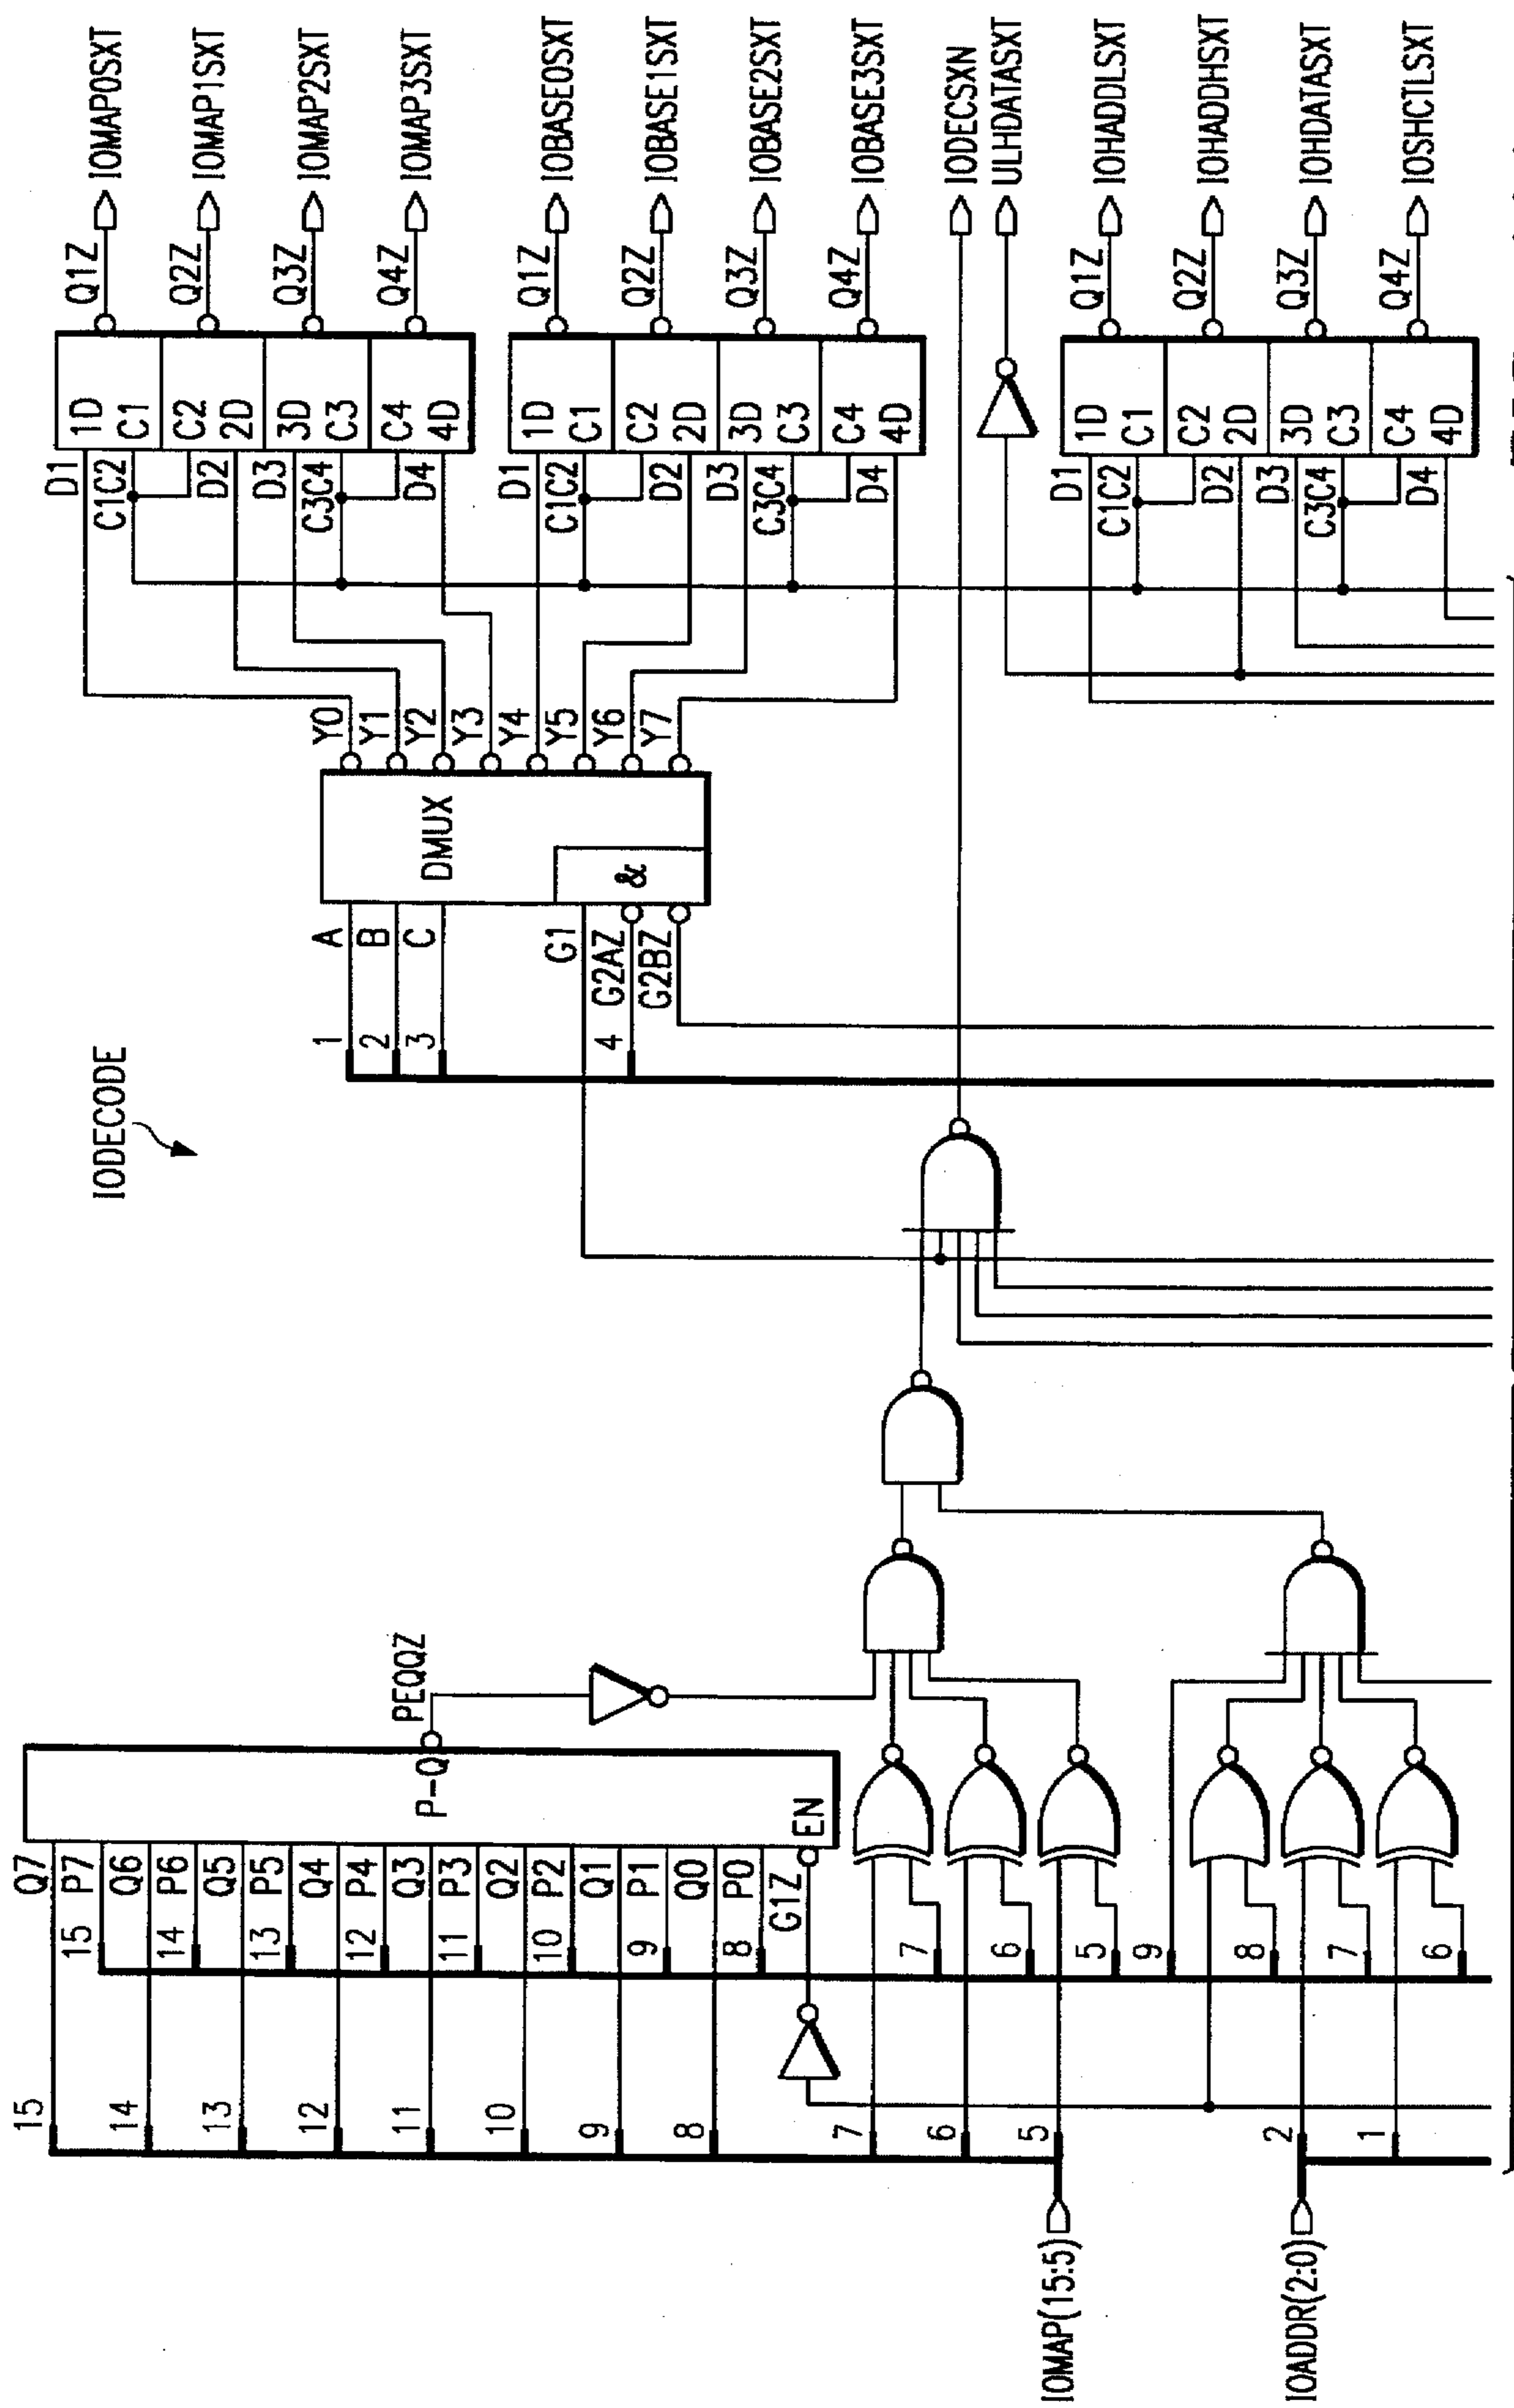 IODECODE
IOMAP(15:5)
IOADDR(2:0)
15
14
13
12
11
10
9
8
7
6
5
2
1
Q7
15 P7
Q6
14 P6
Q5
13 P5
Q4
12 P4
Q3
11 P3
Q2
10 P2
Q1
9 P1
Q0
8 P0
G1Z
EN
P-Q
PEQQZ
7
6
5
9
8
7
6
1 A
2 B
3 C
G1
4 G2AZ
G2BZ
DMUX
&
Y0
Y1
Y2
Y3
Y4
Y5
Y6
Y7
D1 1D Q1Z IOMAP0SXT
C1C2 C1
C2 Q2Z IOMAP1SXT
D2 2D
D3 3D Q3Z IOMAP2SXT
C3C4 C3
C4 Q4Z IOMAP3SXT
D4 4D
D1 1D Q1Z IOBASE0SXT
C1C2 C1
C2 Q2Z IOBASE1SXT
D2 2D
D3 3D Q3Z IOBASE2SXT
C3C4 C3
C4 Q4Z IOBASE3SXT
D4 4D
IODECSXN
ULHDATASXT
D1 1D Q1Z IOHADDLSXT
C1C2 C1
C2 Q2Z IOHADDHSXT
D2 2D
D3 3D Q3Z IOHDATASXT
C3C4 C3
C4 Q4Z IOSHCTLSXT
D4 4D